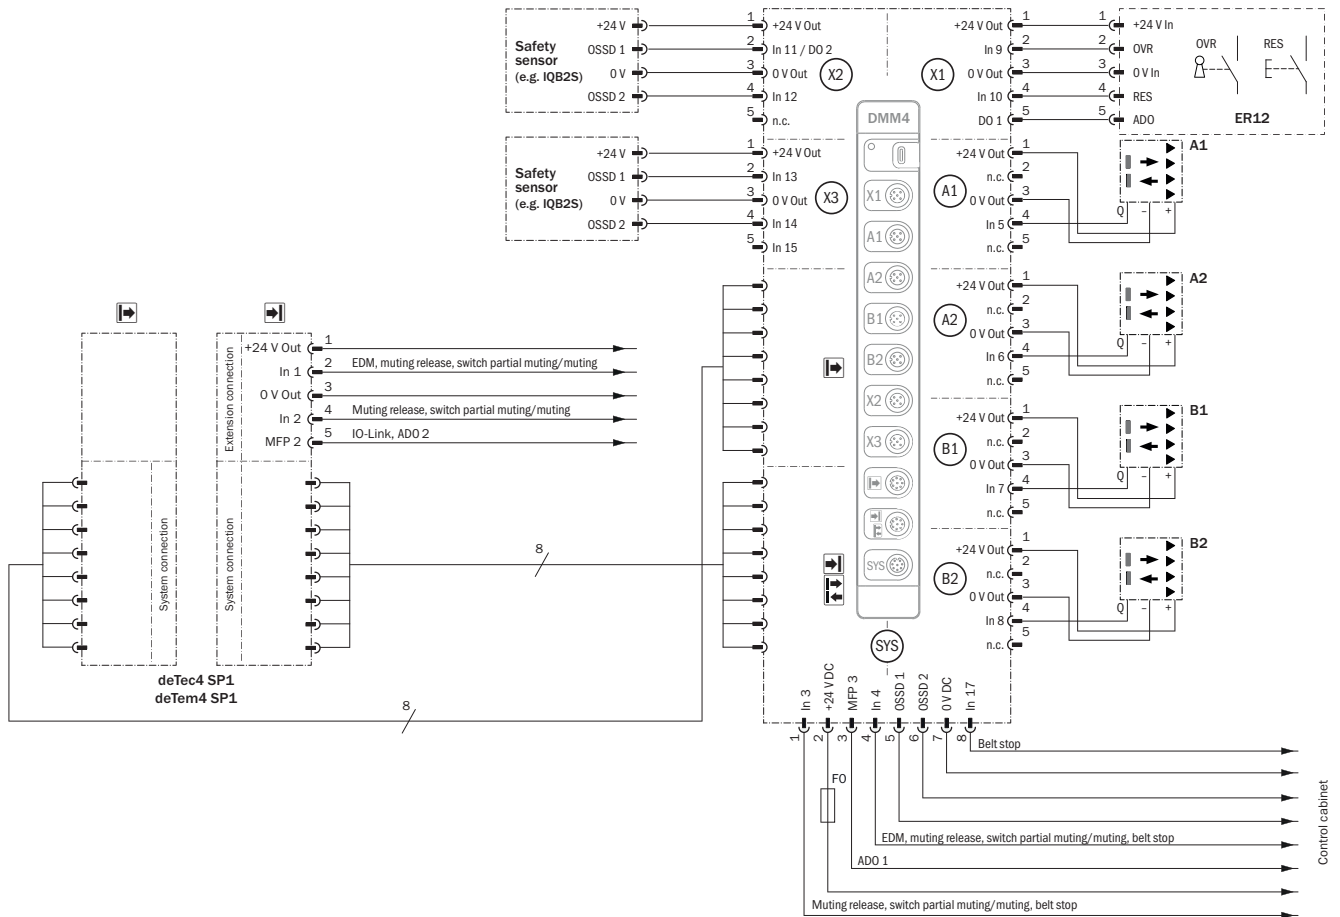 Safety
sensor
(e.g. IQB2S)
+24 V
OSSD 1
0 V
OSSD 2
1
2
3
4
5
+24 V Out
In 11 / DO 2
0 V Out
In 12
n.c.
X2
X1
+24 V Out
In 9
0 V Out
In 10
DO 1
1
2
3
4
5
1
2
3
4
5
+24 V In
OVR
0 V In
RES
ADO
OVR
RES
ER12
Safety
sensor
(e.g. IQB2S)
+24 V
OSSD 1
0 V
OSSD 2
1
2
3
4
5
+24 V Out
In 13
0 V Out
In 14
In 15
X3
DMM4
X1
A1
A2
B1
B2
X2
X3
SYS
A1
+24 V Out
n.c.
0 V Out
In 5
n.c.
1
2
3
4
5
A1
Q
–
+
A2
+24 V Out
n.c.
0 V Out
In 6
n.c.
1
2
3
4
5
A2
Q
–
+
B1
+24 V Out
n.c.
0 V Out
In 7
n.c.
1
2
3
4
5
B1
Q
–
+
B2
+24 V Out
n.c.
0 V Out
In 8
n.c.
1
2
3
4
5
B2
Q
–
+
Extension connection
+24 V Out
In 1
0 V Out
In 2
MFP 2
1
2 EDM, muting release, switch partial muting/muting
3
4 Muting release, switch partial muting/muting
5 IO-Link, ADO 2
System connection
System connection
8
deTec4 SP1
deTem4 SP1
8
SYS
In 3
+24 V DC
MFP 3
In 4
OSSD 1
OSSD 2
0 V DC
In 17
1
2
3
4
5
6
7
8
Belt stop
F0
EDM, muting release, switch partial muting/muting, belt stop
ADO 1
Muting release, switch partial muting/muting, belt stop
Control cabinet